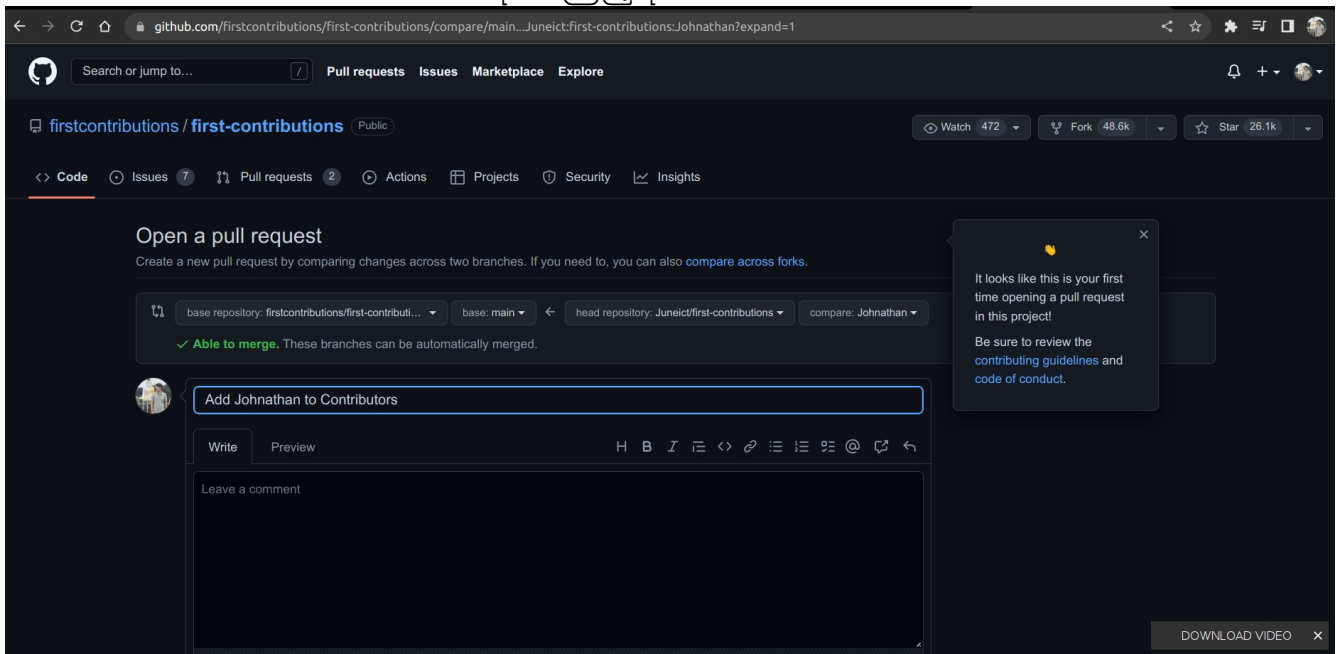 github.com/firstcontributions/first-contributions/compare/main...Juneict:first-contributions:Johnathan?expand=1
Search or jump to... / Pull requests Issues Marketplace Explore
firstcontributions / first-contributions Public Watch 472 Fork 48.6k Star 26.1k
Code Issues 7 Pull requests 2 Actions Projects Security Insights
Open a pull request
Create a new pull request by comparing changes across two branches. If you need to, you can also compare across forks.
base repository: firstcontributions/first-contributi... base: main ← head repository: Juneict/first-contributions compare: Johnathan
Able to merge. These branches can be automatically merged.
It looks like this is your first
time opening a pull request
in this project!
Be sure to review the
contributing guidelines and
code of conduct.
Add Johnathan to Contributors
Write Preview H B I @
Leave a comment
DOWNLOAD VIDEO